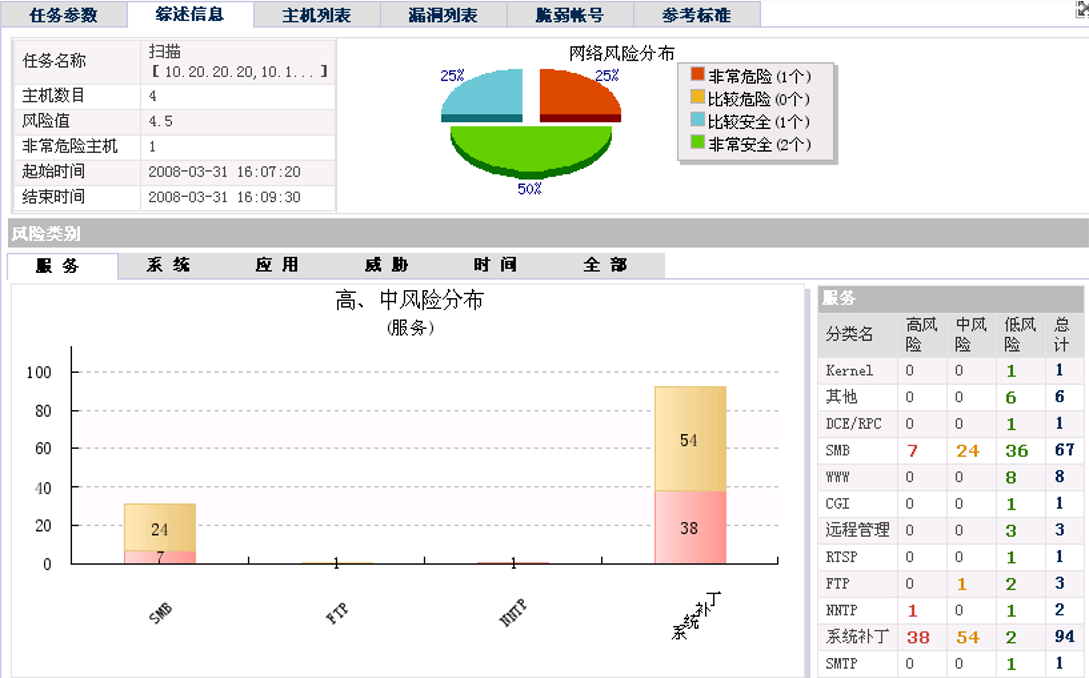 任务参数 综述信息 主机列表 漏洞列表 脆弱帐号 参考标准
任务名称 扫描
[ 10.20.20.20,10.1... ]
主机数目 4
风险值 4.5
非常危险主机 1
起始时间 2008-03-31 16:07:20
结束时间 2008-03-31 16:09:30
网络风险分布
25% 25%
50%
非常危险(1个)
比较危险(0个)
比较安全(1个)
非常安全(2个)
风险类别
服 务 系 统 应 用 威 胁 时 间 全 部
高、中风险分布
(服务)
100
80
60
40
20
0
24
7
1
1
54
38
SMB
FTP
NNTP
系统补丁
服务
分类名 高风险 中风险 低风险 总计
Kernel 0 0 1 1
其他 0 0 6 6
DCE/RPC 0 0 1 1
SMB 7 24 36 67
WWW 0 0 8 8
CGI 0 0 1 1
远程管理 0 0 3 3
RTSP 0 0 1 1
FTP 0 1 2 3
NNTP 1 0 1 2
系统补丁 38 54 2 94
SMTP 0 0 1 1